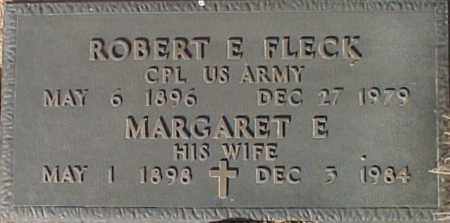 ROBERT E FLECK
CPL US ARMY
MAY 6 1896 DEC 27 1979
MARGARET E
HIS WIFE
MAY 1 1898 DEC 5 1984